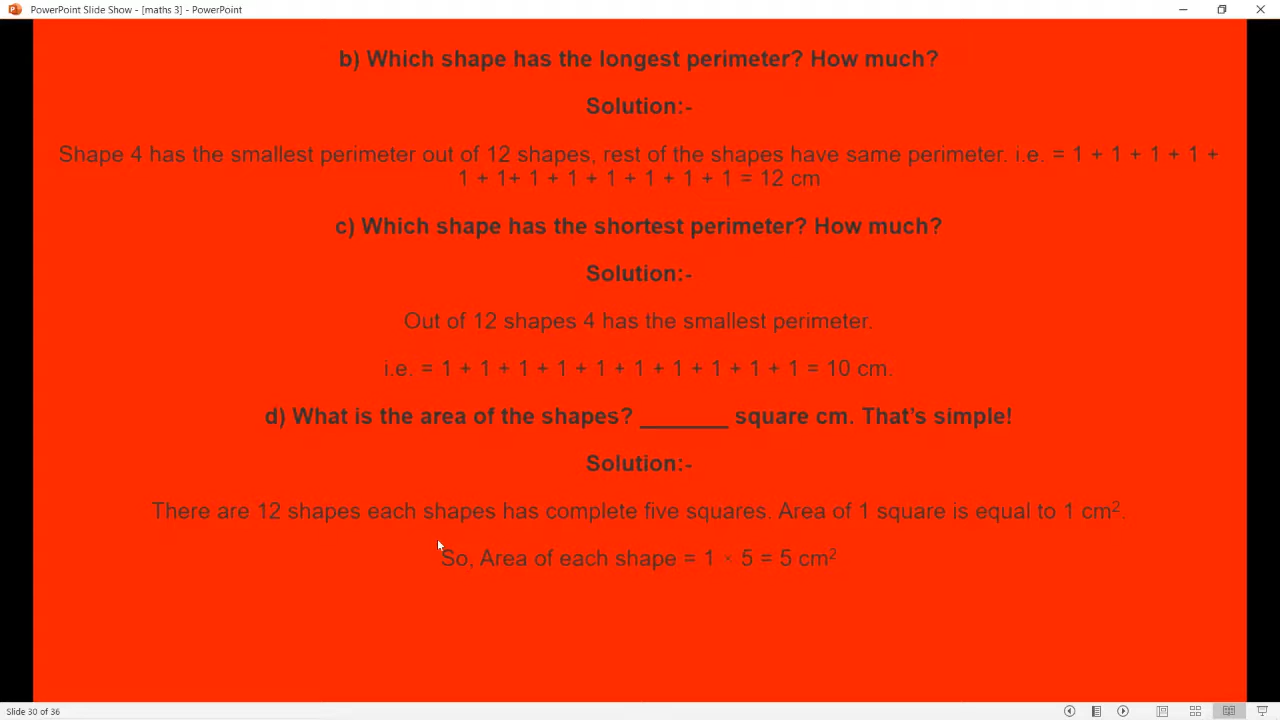 PowerPoint Slide Show - [maths 3] - PowerPoint
b) Which shape has the longest perimeter? How much?
Solution:-
Shape 4 has the smallest perimeter out of 12 shapes, rest of the shapes have same perimeter. i.e. = 1 + 1 + 1 + 1 +
1 + 1+ 1 + 1 + 1 + 1 + 1 + 1 = 12 cm
c) Which shape has the shortest perimeter? How much?
Solution:-
Out of 12 shapes 4 has the smallest perimeter.
i.e. = 1 + 1 + 1 + 1 + 1 + 1 + 1 + 1 + 1 + 1 = 10 cm.
d) What is the area of the shapes? _______ square cm. That’s simple!
Solution:-
There are 12 shapes each shapes has complete five squares. Area of 1 square is equal to 1 cm².
So, Area of each shape = 1 × 5 = 5 cm²
Slide 30 of 36